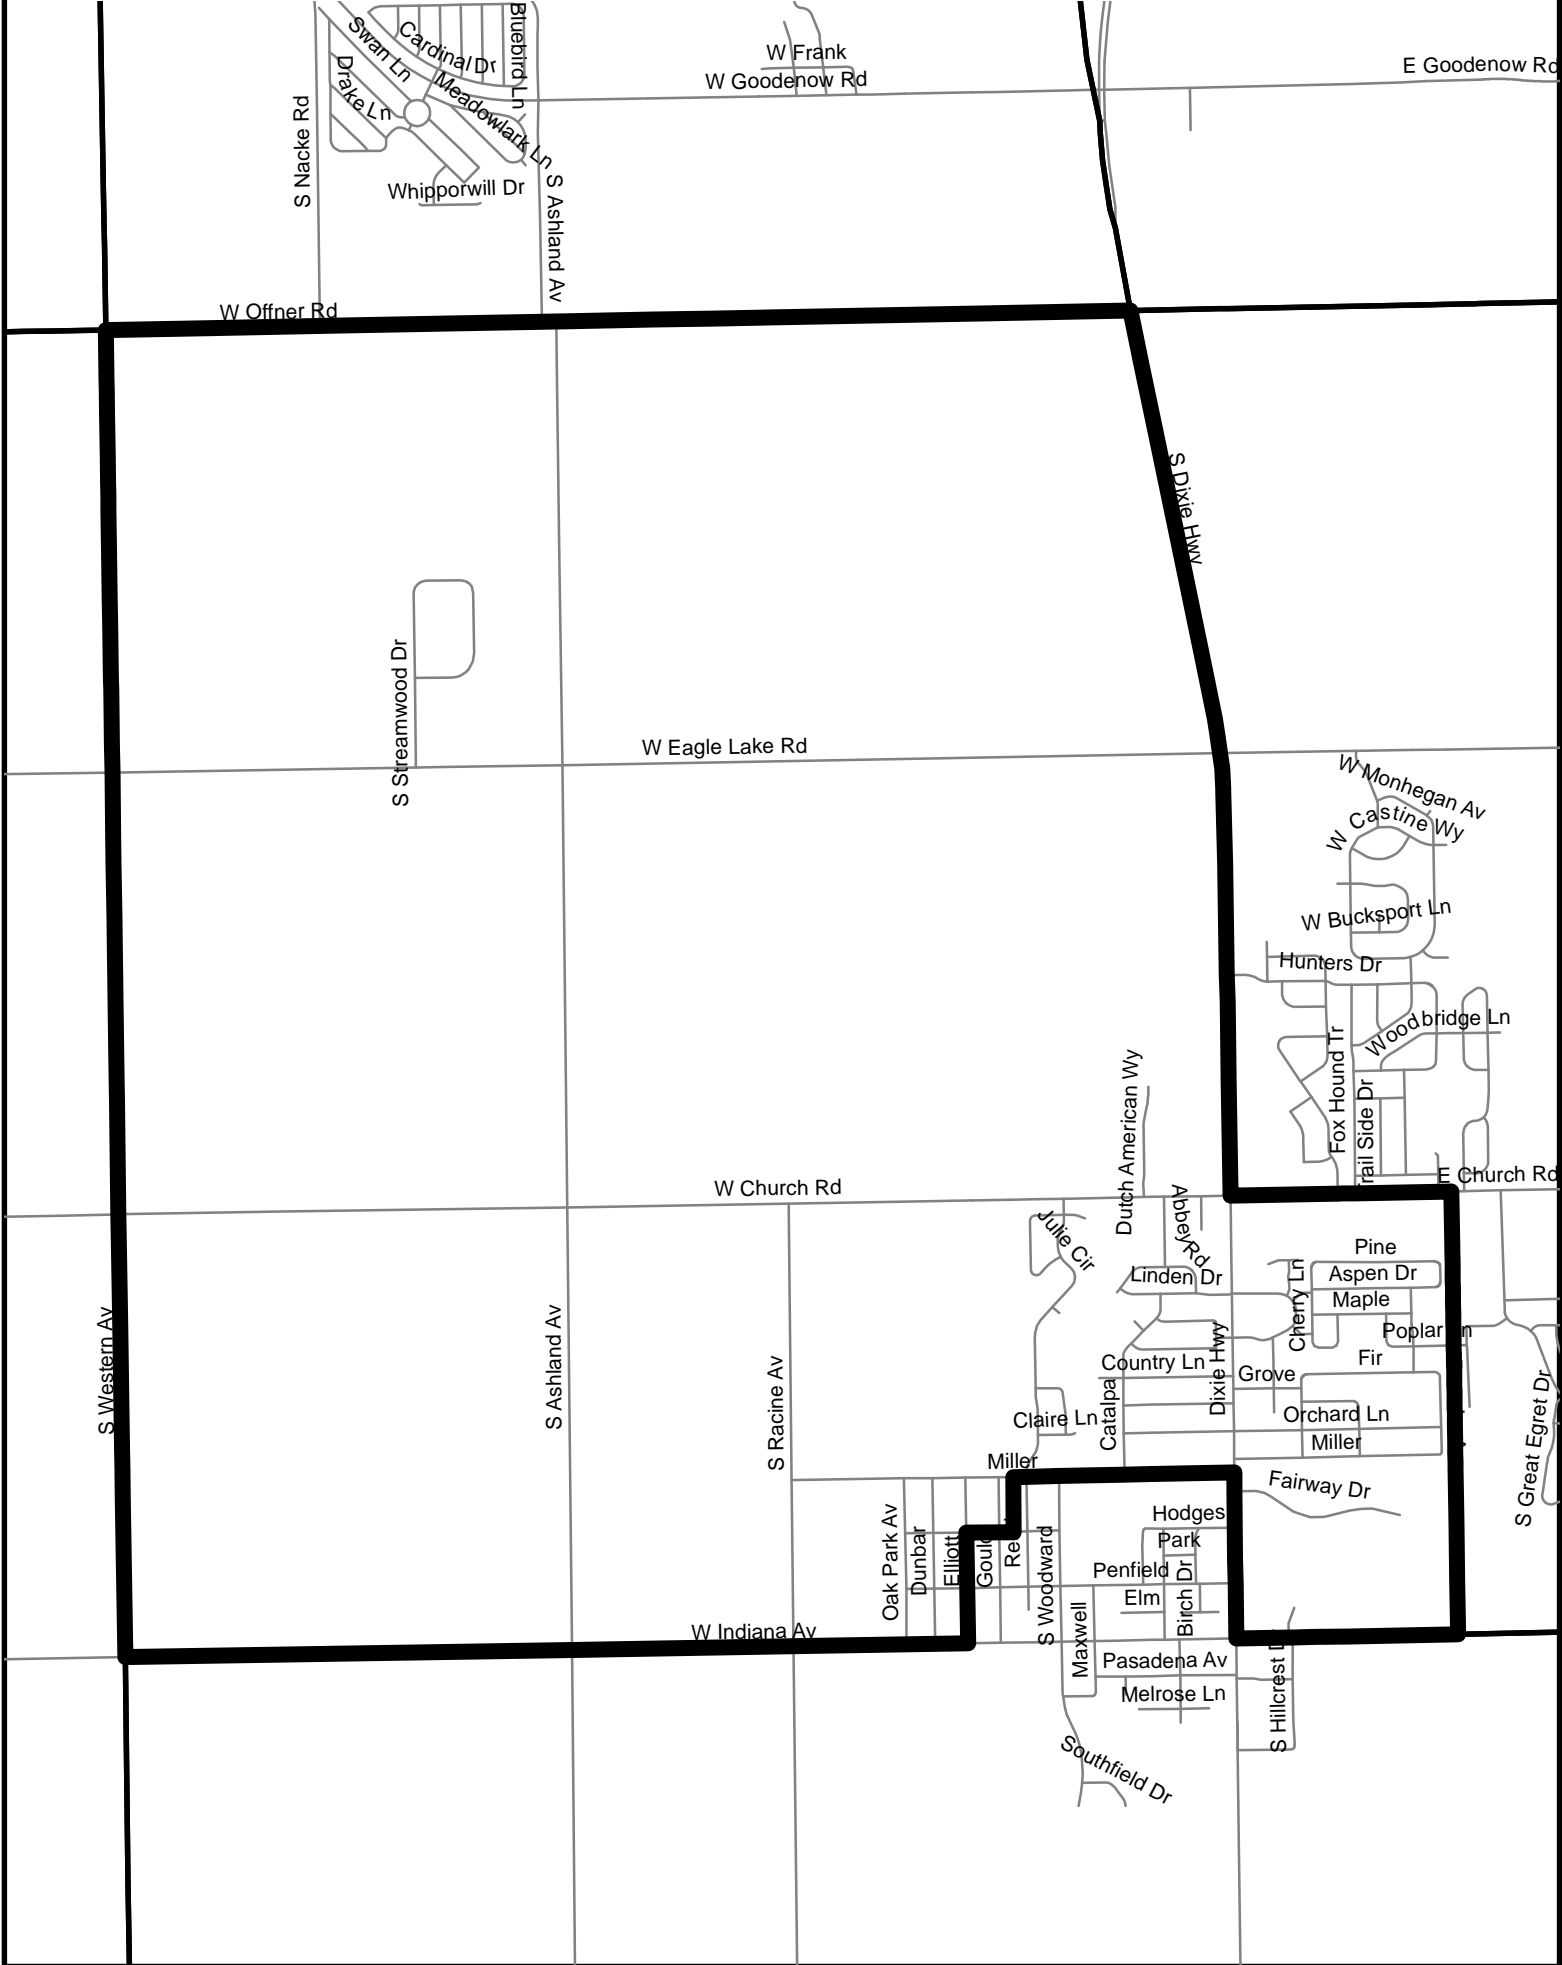 Swan Ln
Cardinal Dr
Bluebird Ln
Drake Ln
Meadowlark Ln
W Frank
W Goodenow Rd
E Goodenow Rd
S Nacke Rd
Whipporwill Dr
S Ashland Av
W Offner Rd
S Dixie Hwy
S Streamwood Dr
W Eagle Lake Rd
W Monhegan Av
W Castine Wy
W Bucksport Ln
Hunters Dr
Woodbridge Ln
Fox Hound Tr
rail Side Dr
Dutch American Wy
W Church Rd
E Church Rd
Abbey Rd
Julie Cir
Linden Dr
Pine
Aspen Dr
Cherry Ln
Maple
Poplar
Country Ln
Dixie Hwy
Fir
Grove
Catalpa
Claire Ln
Orchard Ln
Miller
Miller
S Western Av
S Ashland Av
S Racine Av
S Great Egret Dr
Fairway Dr
Hodges
Park
Oak Park Av
Dunbar
Elliott
Gould
Re
S Woodward
Penfield
Elm
Birch Dr
W Indiana Av
Maxwell
Pasadena Av
Melrose Ln
S Hillcrest D
Southfield Dr